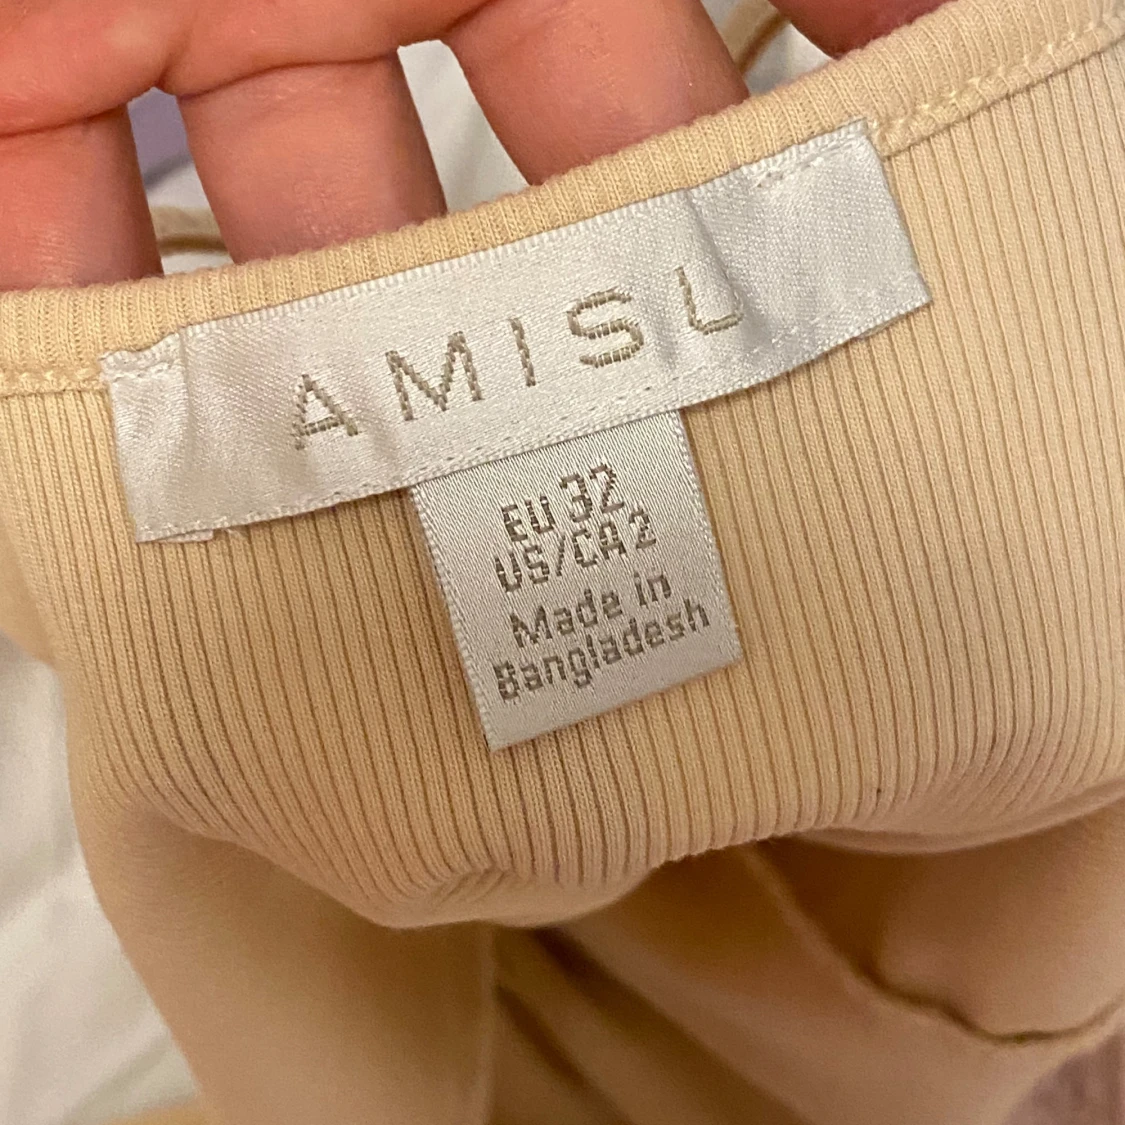 AMISU
EU 32
US/CA 2
Made in
Bangladesh